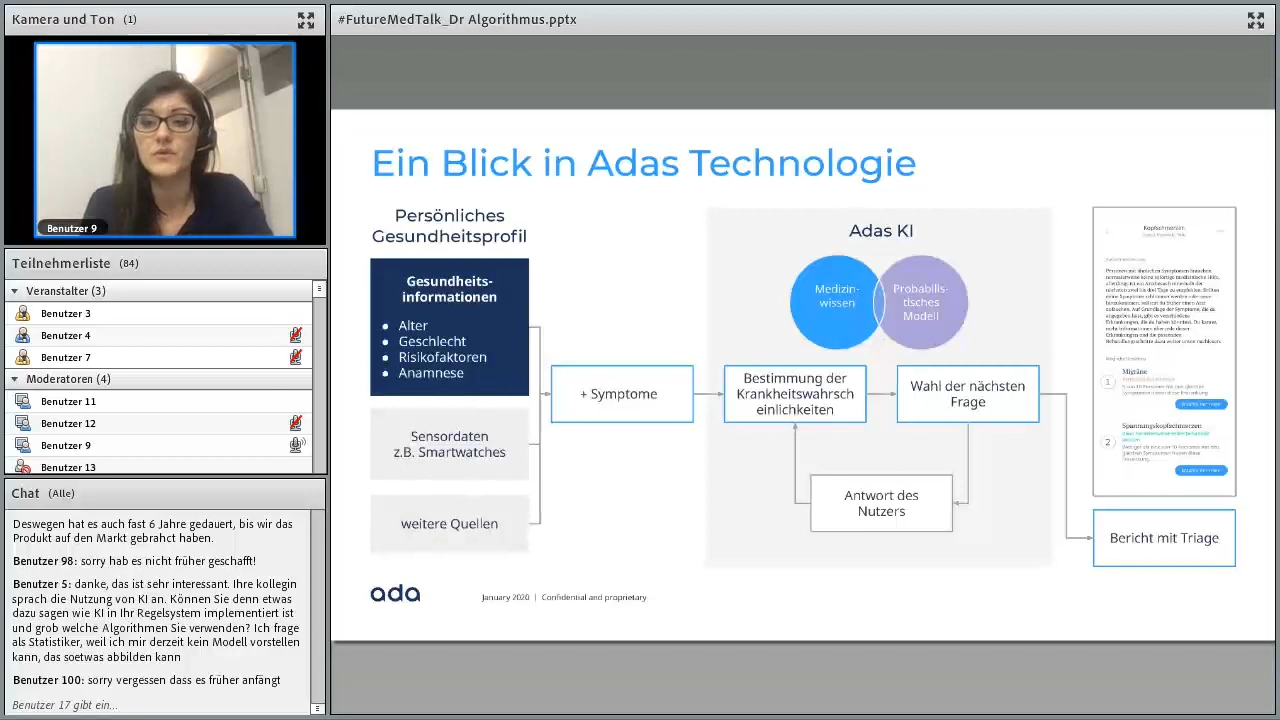 Kamera und Ton (1)
Benutzer 9
Teilnehmerliste (84)
Veranstalter (3)
Benutzer 3
Benutzer 4
Benutzer 7
Moderatoren (4)
Benutzer 11
Benutzer 12
Benutzer 9
Benutzer 13
Chat (Alle)
Deswegen hat es auch fast 6 Jahre gedauert, bis wir das
Produkt auf den Markt gebrahct haben.
Benutzer 98: sorry hab es nicht früher geschafft!
Benutzer 5: danke, das ist sehr interessant. Ihre kollegin
sprach die Nutzung von KI an. Können Sie denn etwas
dazu sagen wie KI in Ihr Regelsystem implementiert ist
und grob welche Algorithmen Sie verwenden? Ich frage
als Statistiker, weil ich mir derzeit kein Modell vorstellen
kann, das soetwas abbilden kann
Benutzer 100: sorry vergessen dass es früher anfängt
Benutzer 17 gibt ein...
#FutureMedTalk_Dr Algorithmus.pptx
Ein Blick in Adas Technologie
Persönliches
Gesundheitsprofil
Gesundheits-
informationen
Alter
Geschlecht
Risikofaktoren
Anamnese
Sensordaten
z.B. Smartwatches
weitere Quellen
+ Symptome
Adas KI
Medizin-
wissen
Probabilis-
tisches
Modell
Bestimmung der
Krankheitswahrsch
einlichkeiten
Wahl der nächsten
Frage
Antwort des
Nutzers
Kopfschmerzen
1
Migräne
2
Spannungskopfschmerzen
Bericht mit Triage
ada
January 2020 | Confidential and proprietary